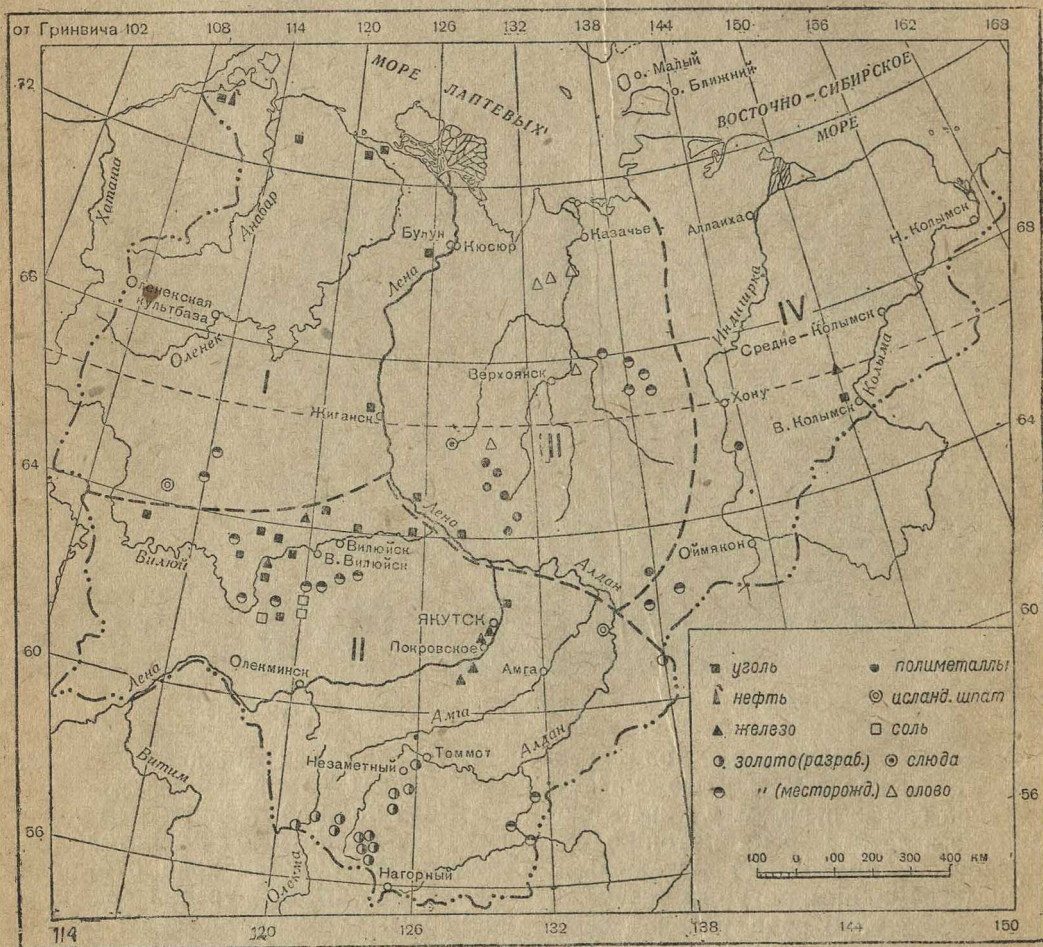 от Гринвича 102 108 114 120 126 132 138 144 150 156 162 168
72
МОРЕ
ЛАПТЕВЫХ
о. Малый
о. Ближний
ВОСТОЧНО-СИБИРСКОЕ
МОРЕ
Хатанга
Анабар
Булун
Кюсюр
Казачье
Аллаиха
Н. Колымск
68
68
Лена
Оленекская
культбаза
Оленек
Индигирка
IV
Средне-Колымск
Колыма
Верхоянск
I
Жиганск
Хону
В. Колымск
64
64
III
Лена
Вилюйск
В. Вилюйск
Вилюй
Оймякон
Алдан
60
ЯКУТСК
II
Покровское
60
Лена
Олекминск
Амга
Амга
Алдан
Томмот
Незаметный
Витим
56
56
Олекма
Нагорный
уголь
полиметаллы
нефть
исланд. шпат
железо
соль
золото (разраб.)
слюда
" (месторожд.)
олово
100 0 100 200 300 400 км
114 120 126 132 138 144 150